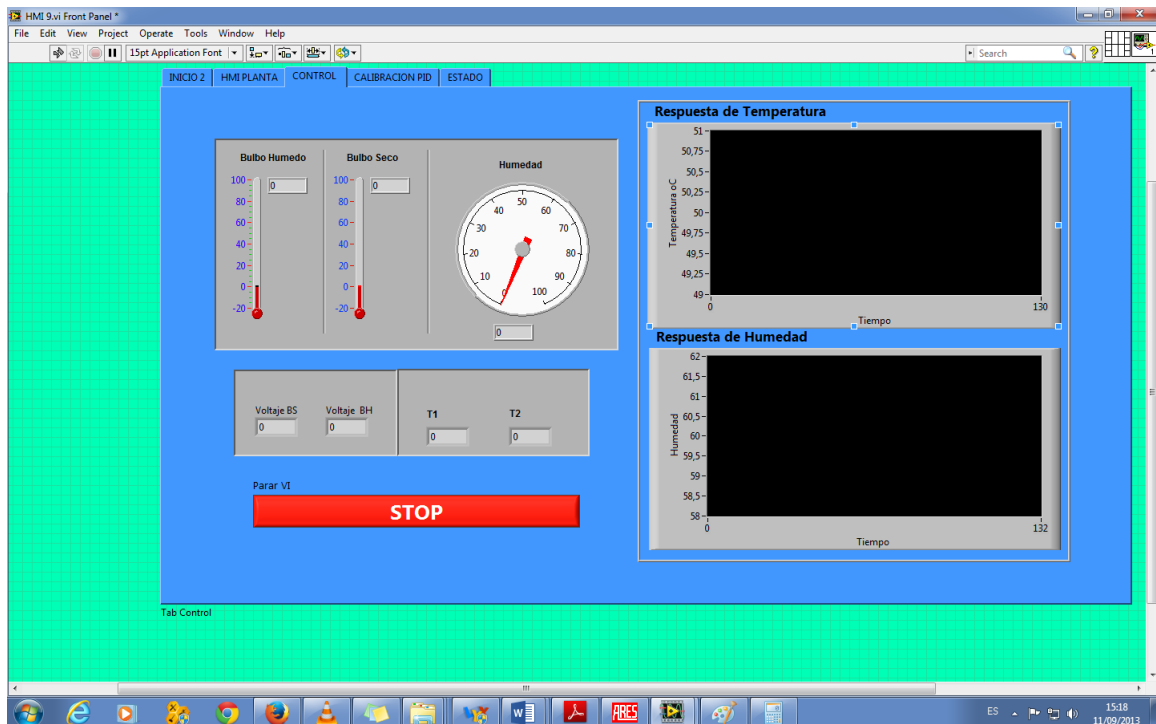 HMI 9.vi Front Panel *
File Edit View Project Operate Tools Window Help
15pt Application Font
Search
1
INICIO 2 HMI PLANTA CONTROL CALIBRACION PID ESTADO
Bulbo Humedo
100
80
60
40
20
0
-20
0
Bulbo Seco
100
80
60
40
20
0
-20
0
Humedad
0
10
20
30
40
50
60
70
80
90
100
0
Voltaje BS
0
Voltaje BH
0
T1
0
T2
0
Parar VI
STOP
Respuesta de Temperatura
Temperatura oC
51
50,75
50,5
50,25
50
49,75
49,5
49,25
49
0 130
Tiempo
Respuesta de Humedad
Humedad
62
61,5
61
60,5
60
59,5
59
58,5
58
0 132
Tiempo
Tab Control
ARES
ES
15:18
11/09/2013